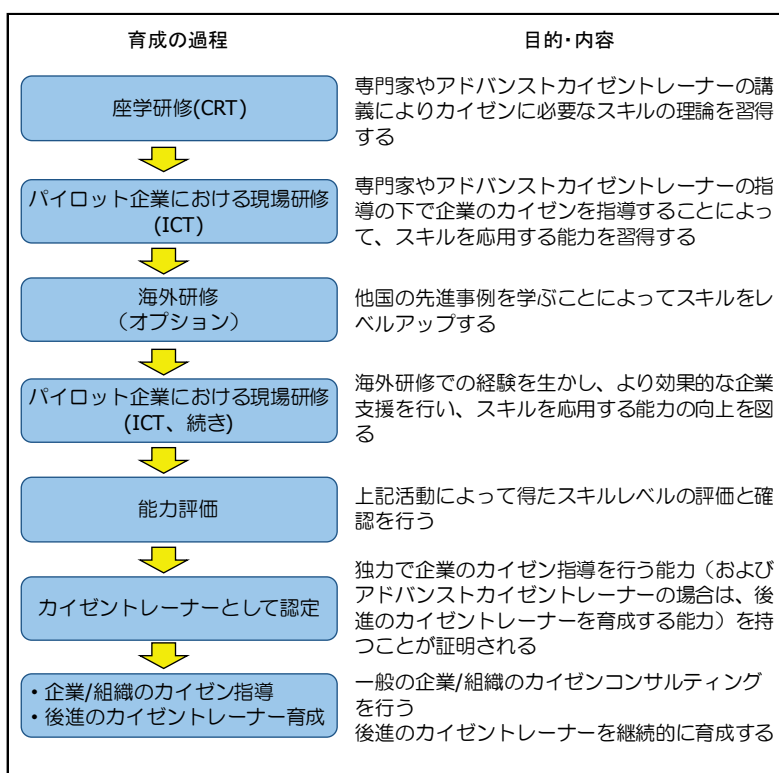 育成の過程
目的・内容
座学研修(CRT)
専門家やアドバンストカイゼントレーナーの講
義によりカイゼンに必要なスキルの理論を習得
する
パイロット企業における現場研修
(ICT)
専門家やアドバンストカイゼントレーナーの指
導の下で企業のカイゼンを指導することによっ
て、スキルを応用する能力を習得する
海外研修
（オプション）
他国の先進事例を学ぶことによってスキルをレ
ベルアップする
パイロット企業における現場研修
(ICT、続き)
海外研修での経験を生かし、より効果的な企業
支援を行い、スキルを応用する能力の向上を図
る
能力評価
上記活動によって得たスキルレベルの評価と確
認を行う
カイゼントレーナーとして認定
独力で企業のカイゼン指導を行う能力（および
アドバンストカイゼントレーナーの場合は、後
進のカイゼントレーナーを育成する能力）を持
つことが証明される
・企業/組織のカイゼン指導
・後進のカイゼントレーナー育成
一般の企業/組織のカイゼンコンサルティング
を行う
後進のカイゼントレーナーを継続的に育成する